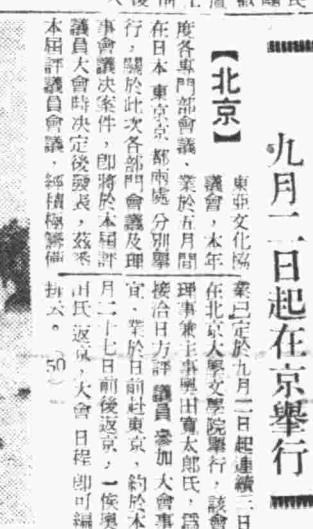 九月二日起在京舉行
【北京】
東亞文化協
議會，本年
度各專門部會議、業於五月間
在日本東京京都兩處分別舉
行，關於此次各部門會議及理
事會議决案件，卽將於本屆評
議員大會時决定後發表，茲悉
本屆評議員會議，經積極籌備
業已定於九月二日起連續二日
在北京大學文學院舉行，該會
理事兼主事奧田寬太郎氏，爲
接洽日方評議員參加大會事
宜、業於日前赴東京，約於本
月二十七日前後返京，一俟奧
田氏返京，大會日程卽可編
排云。（50）